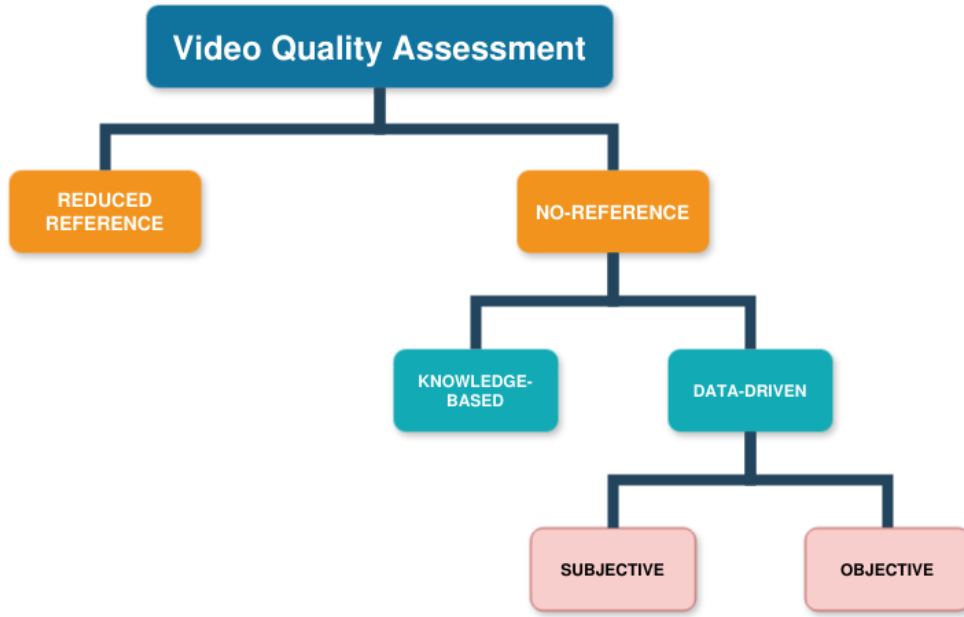 Video Quality Assessment
REDUCED
REFERENCE
NO-REFERENCE
KNOWLEDGE-
BASED
DATA-DRIVEN
SUBJECTIVE
OBJECTIVE